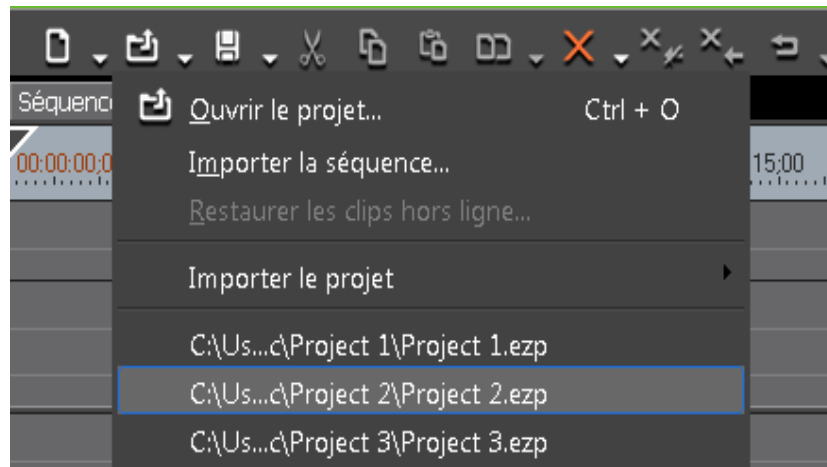 Séquenc
Ouvrir le projet... Ctrl + O
00:00:00;0
Importer la séquence...
15;00
Restaurer les clips hors ligne...
Importer le projet
C:\Us...c\Project 1\Project 1.ezp
C:\Us...c\Project 2\Project 2.ezp
C:\Us...c\Project 3\Project 3.ezp